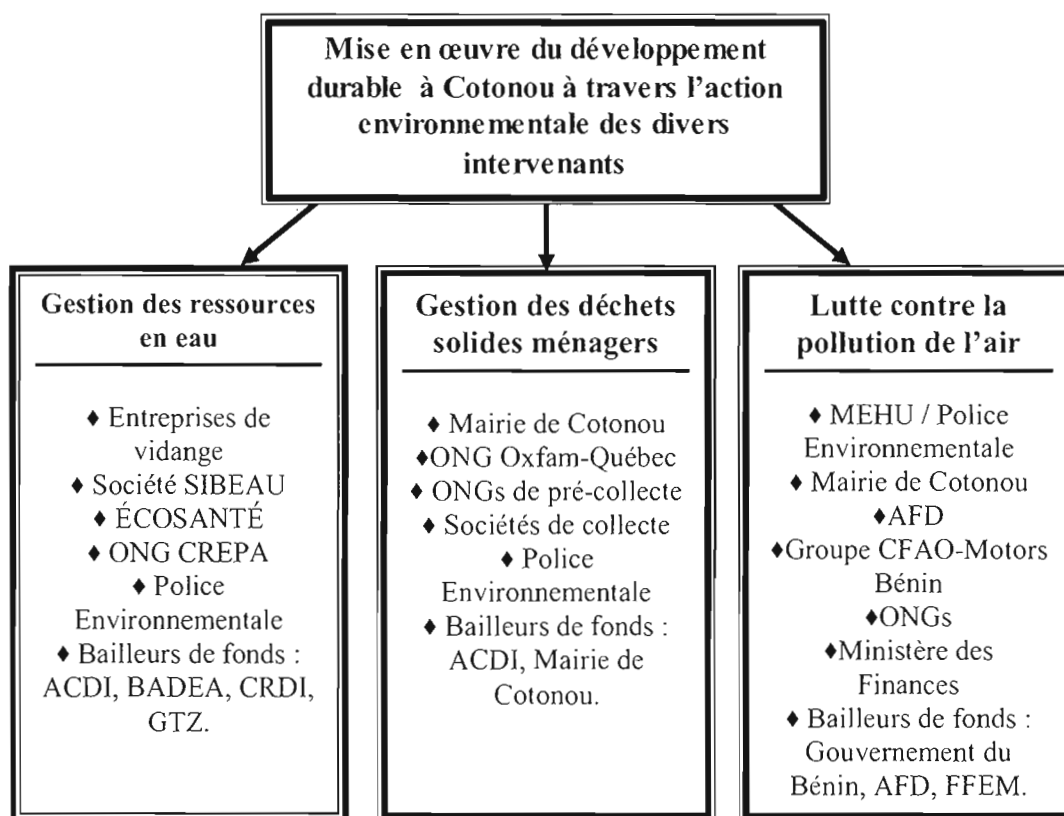 Mise en œuvre du développement
durable à Cotonou à travers l'action
environnementale des divers
intervenants
Gestion des ressources
en eau
♦ Entreprises de
vidange
♦ Société SIBEAU
♦ ÉCOSANTÉ
♦ ONG CREPA
♦ Police
Environnementale
♦ Bailleurs de fonds :
ACDI, BADEA, CRDI,
GTZ.
Gestion des déchets
solides ménagers
♦ Mairie de Cotonou
♦ONG Oxfam-Québec
♦ ONGs de pré-collecte
♦ Sociétés de collecte
♦ Police
Environnementale
♦ Bailleurs de fonds :
ACDI, Mairie de
Cotonou.
Lutte contre la
pollution de l'air
♦ MEHU / Police
Environnementale
♦ Mairie de Cotonou
♦AFD
♦Groupe CFAO-Motors
Bénin
♦ONGs
♦Ministère des
Finances
♦ Bailleurs de fonds :
Gouvernement du
Bénin, AFD, FFEM.